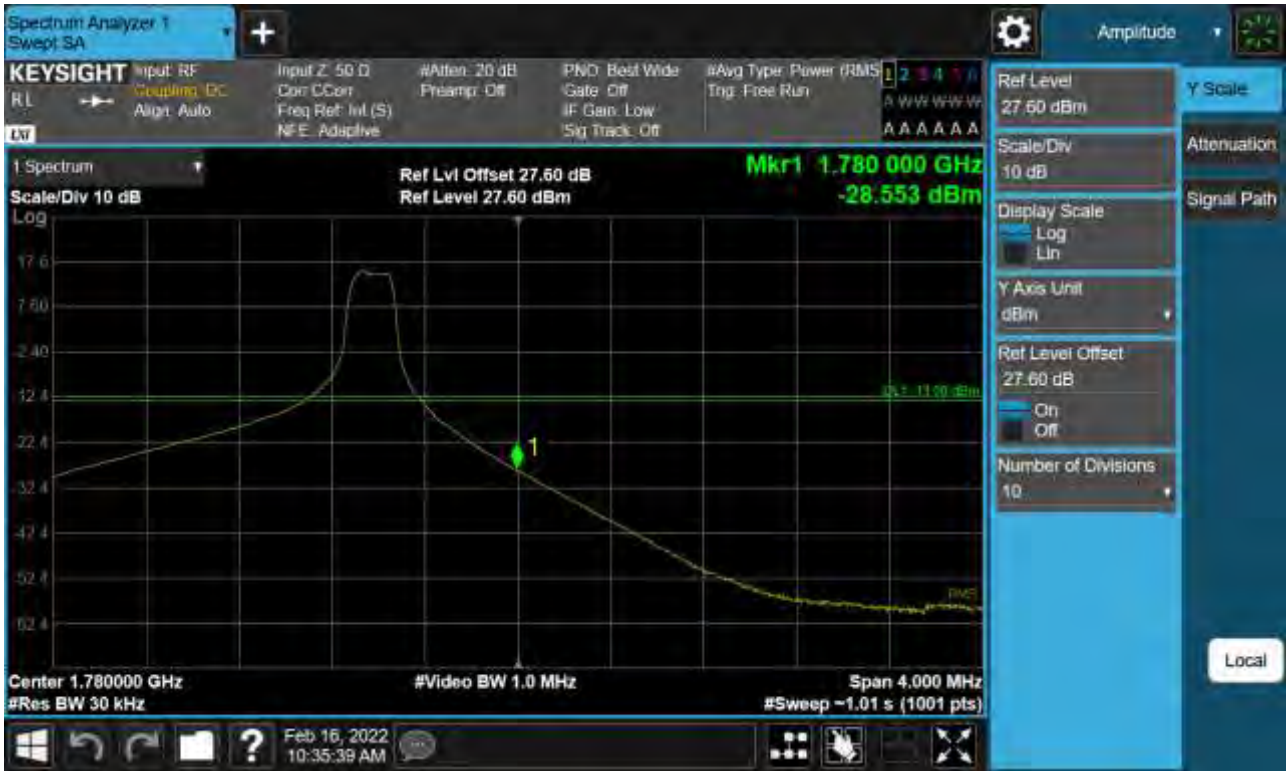 Spectrum Analyzer 1
Swept SA
+
Amplitude
KEYSIGHT
Input: RF
Coupling: DC
Align: Auto
RL
LXI
Input Z: 50 Ω
Corr CCorr
Freq Ref: Int (S)
NFE: Adaptive
#Atten: 20 dB
Preamp: Off
PNO: Best Wide
Gate: Off
IF Gain: Low
Sig Track: Off
#Avg Type: Power (RMS
Trig: Free Run
1 2 3 4 5 6
A W W W W W
A A A A A A
1 Spectrum
Scale/Div 10 dB
Log
Ref Lvl Offset 27.60 dB
Ref Level 27.60 dBm
Mkr1 1.780 000 GHz
-28.553 dBm
17.6
7.60
-2.40
-12.4
-22.4
-32.4
-42.4
-52.4
-62.4
DL1 -13.00 dBm
1
RMS
Center 1.780000 GHz
#Res BW 30 kHz
#Video BW 1.0 MHz
Span 4.000 MHz
#Sweep ~1.01 s (1001 pts)
Ref Level
27.60 dBm
Scale/Div
10 dB
Display Scale
Log
Lin
Y Axis Unit
dBm
Ref Level Offset
27.60 dB
On
Off
Number of Divisions
10
Y Scale
Attenuation
Signal Path
Local
?
Feb 16, 2022
10:35:39 AM